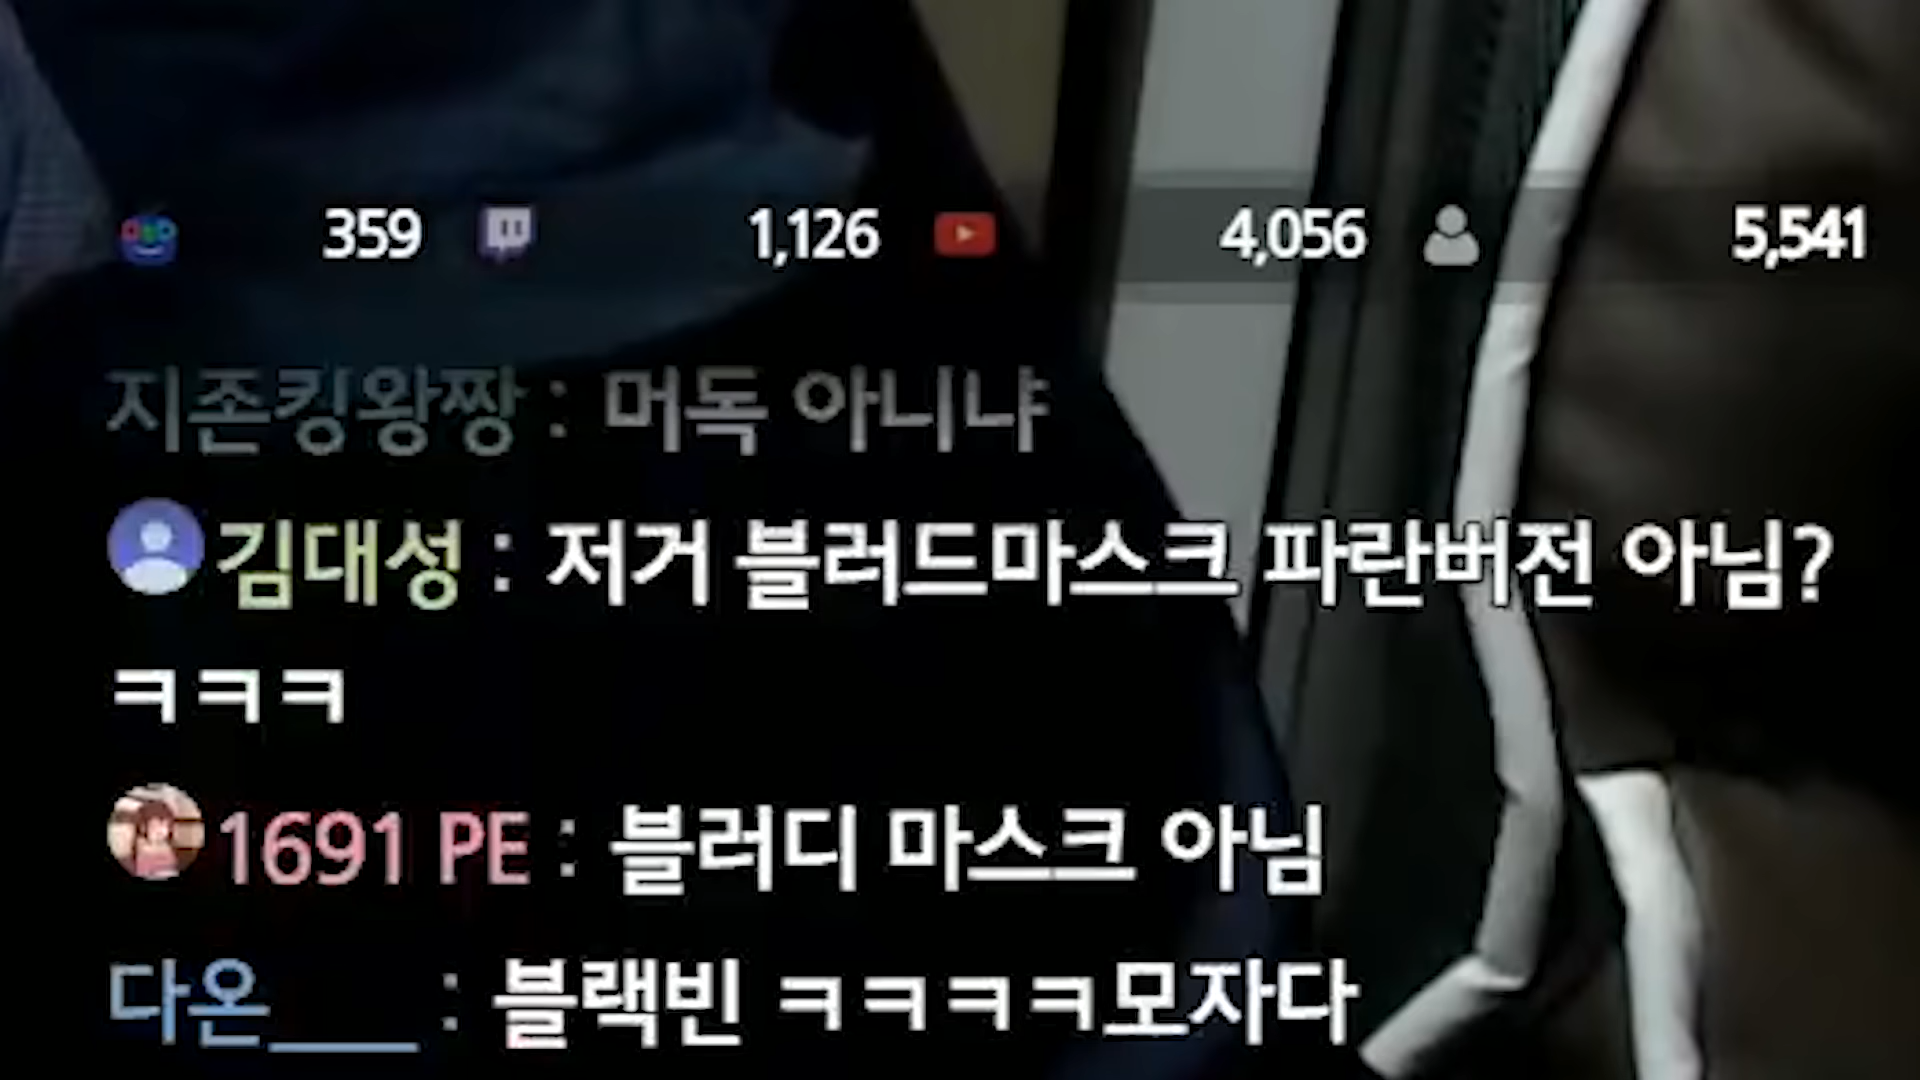 359 1,126 4,056 5,541
지존킹왕짱 : 머독 아니냐
김대성 : 저거 블러드마스크 파란버전 아님?
ㅋㅋㅋ
1691 PE : 블러디 마스크 아님
다온___ : 블랙빈 ㅋㅋㅋㅋ모자다